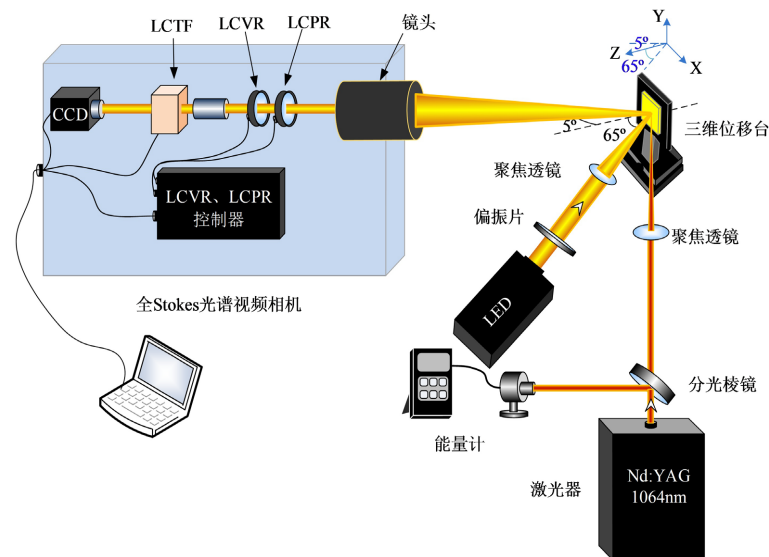 LCTF
LCVR
LCPR
镜头
CCD
LCVR、LCPR
控制器
全Stokes光谱视频相机
Y
5º
Z
65º
X
5º
65º
三维位移台
聚焦透镜
偏振片
聚焦透镜
LED
分光棱镜
能量计
激光器
Nd:YAG
1064nm